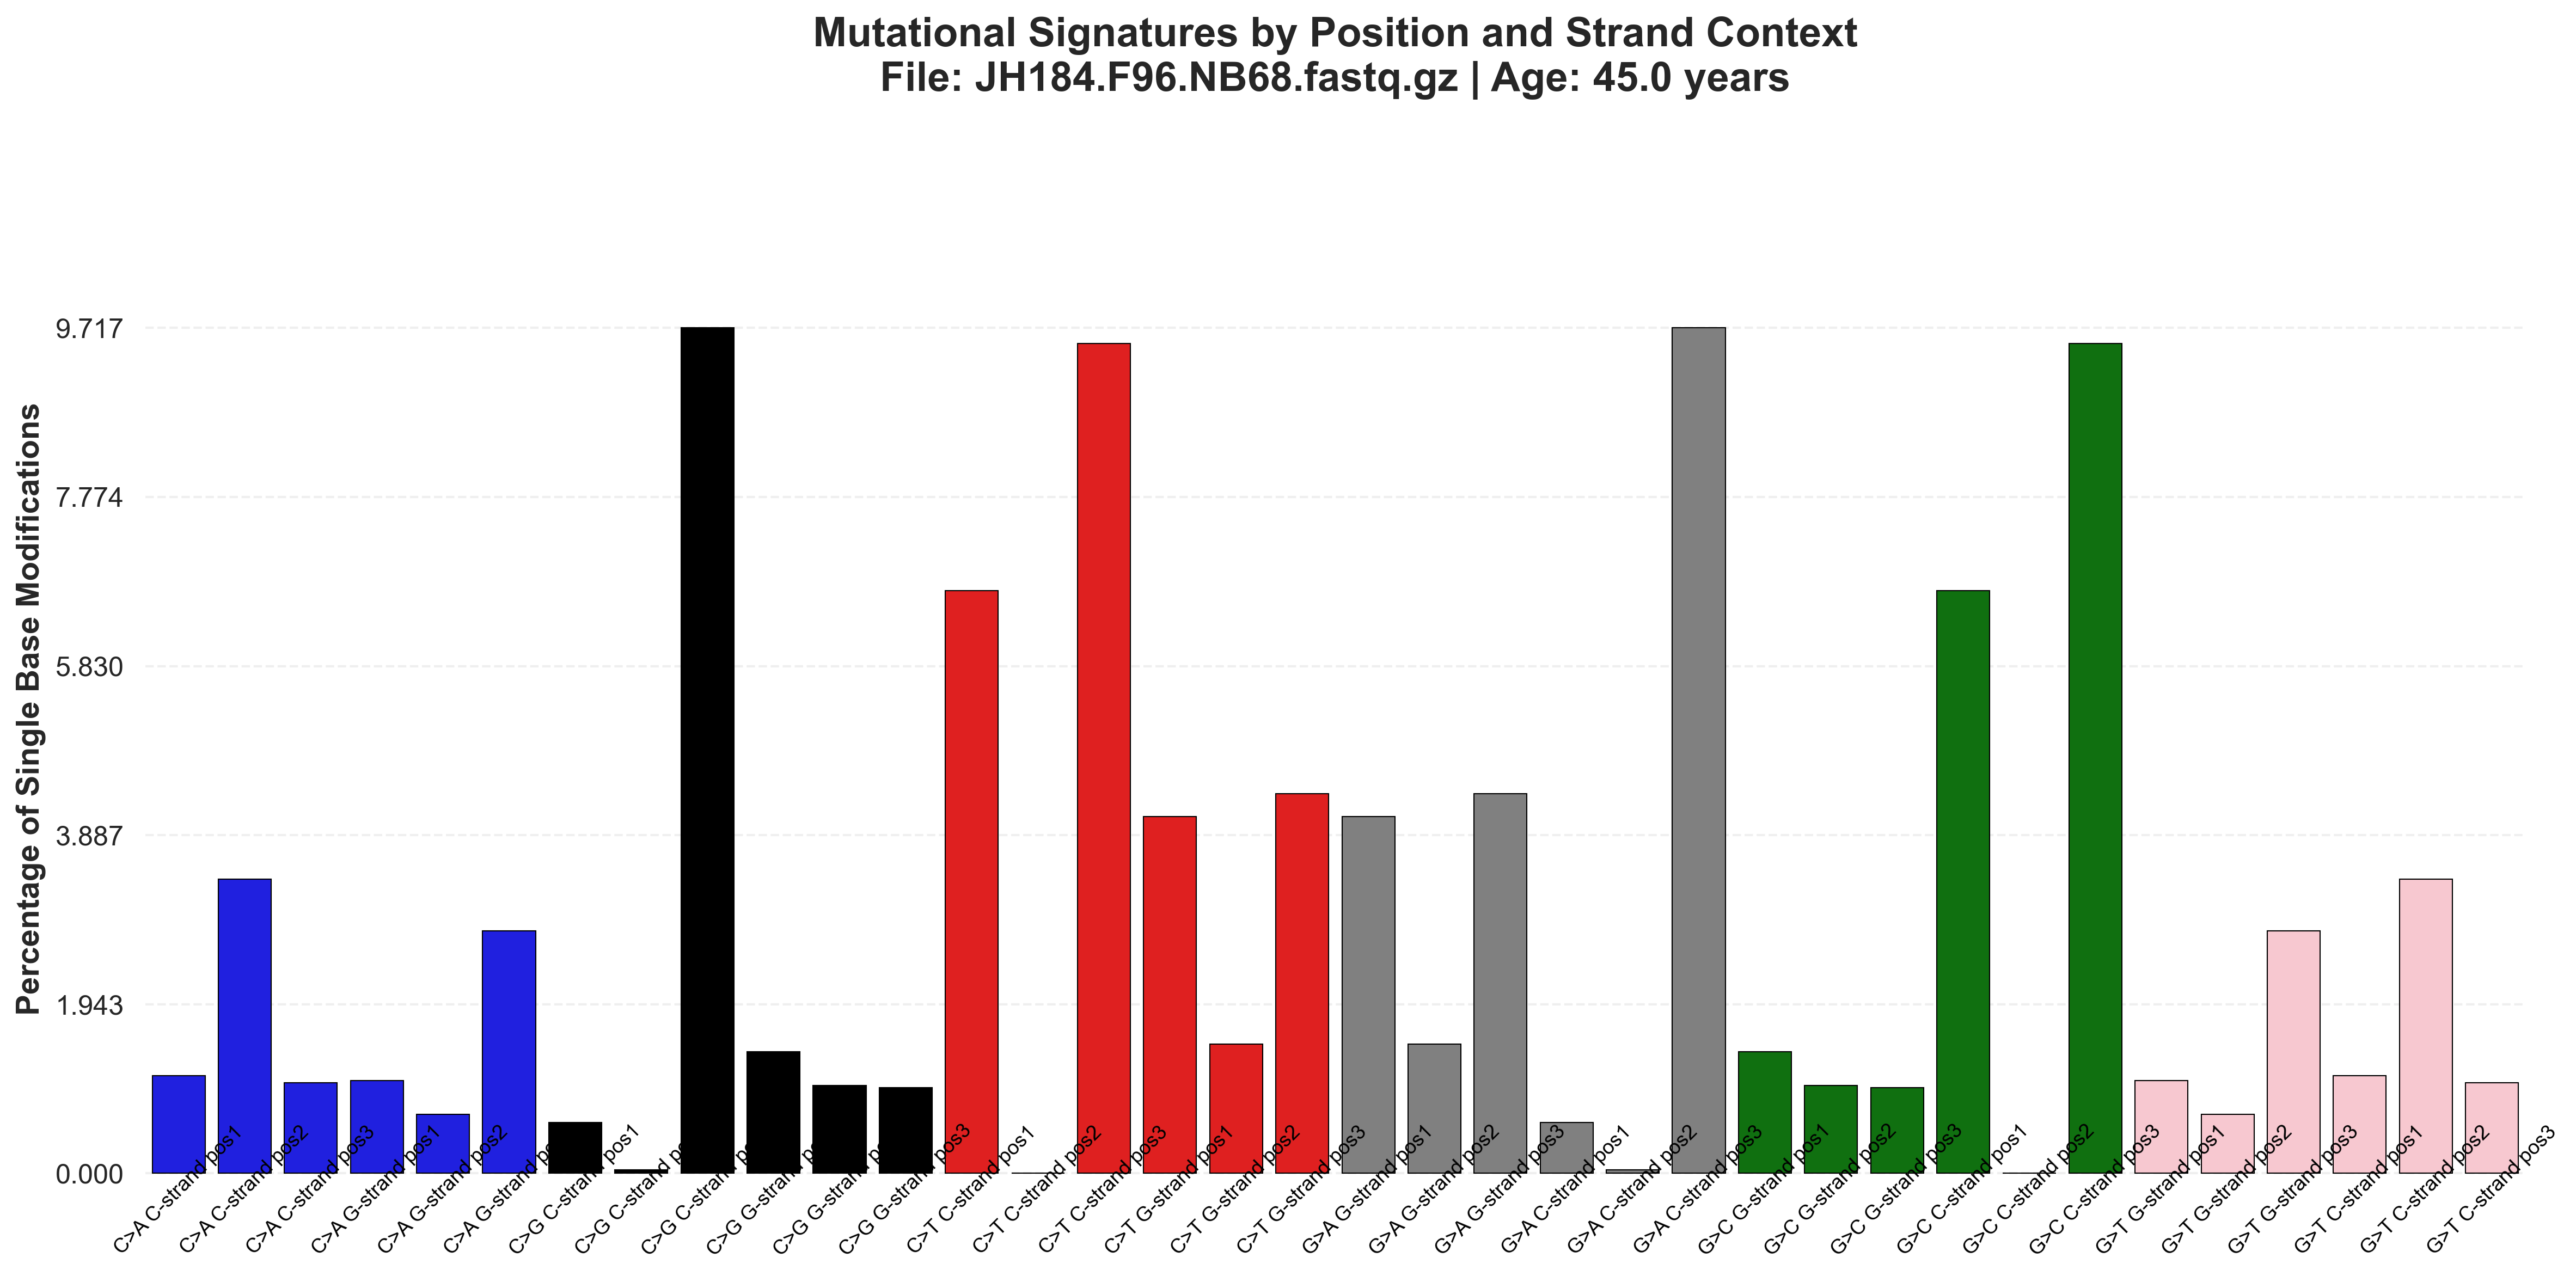 Mutational Signatures by Position and Strand Context
File: JH184.F96.NB68.fastq.gz | Age: 45.0 years
Percentage of Single Base Modifications
9.717
7.774
5.830
3.887
1.943
0.000
C>A C-strand pos1
C>A C-strand pos2
C>A C-strand pos3
C>A G-strand pos1
C>A G-strand pos2
C>A G-strand
C>G C-strand pos1
C>G C-strand
C>G C-strand
C>G G-strand
C>G G-strand
C>G G-strand pos3
C>T C-strand pos1
C>T C-strand pos2
C>T C-strand pos3
C>T G-strand pos1
C>T G-strand pos2
C>T G-strand pos3
G>A G-strand pos1
G>A G-strand pos2
G>A G-strand pos3
G>A C-strand pos1
G>A C-strand pos2
G>A C-strand pos3
G>C G-strand pos1
G>C G-strand pos2
G>C G-strand pos3
G>C C-strand pos1
G>C C-strand pos2
G>C C-strand pos3
G>T G-strand pos1
G>T G-strand pos2
G>T G-strand pos3
G>T C-strand pos1
G>T C-strand pos2
G>T C-strand pos3